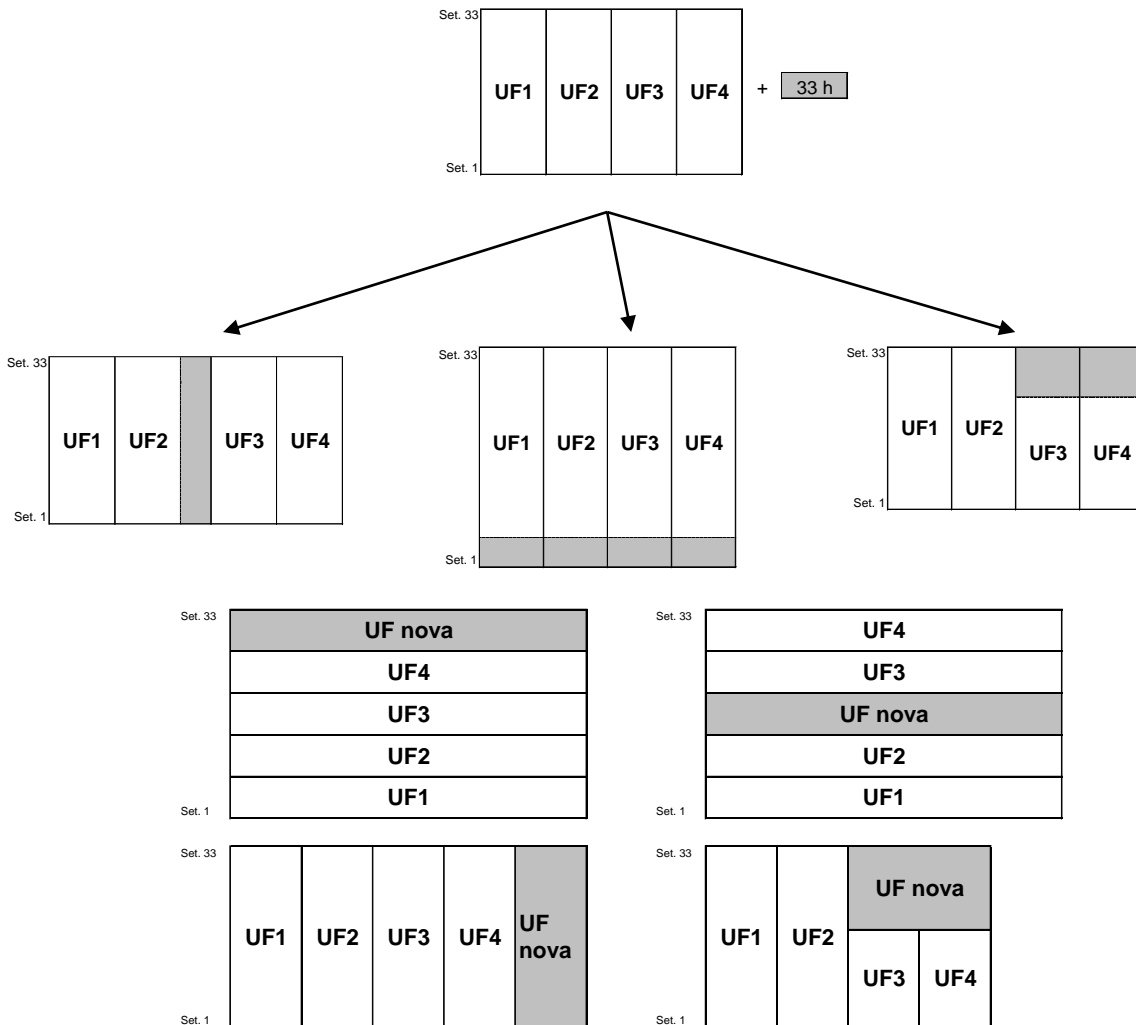 Set. 33
UF1 UF2 UF3 UF4 + 33 h
Set. 1
Set. 33
UF1 UF2 UF3 UF4
Set. 1
Set. 33
UF1 UF2 UF3 UF4
Set. 1
Set. 33
UF1 UF2 UF3 UF4
Set. 1
Set. 33
UF nova
UF4
UF3
UF2
UF1
Set. 1
Set. 33
UF4
UF3
UF nova
UF2
UF1
Set. 1
Set. 33
UF1 UF2 UF3 UF4 UF
nova
Set. 1
Set. 33
UF nova
UF1 UF2
UF3 UF4
Set. 1